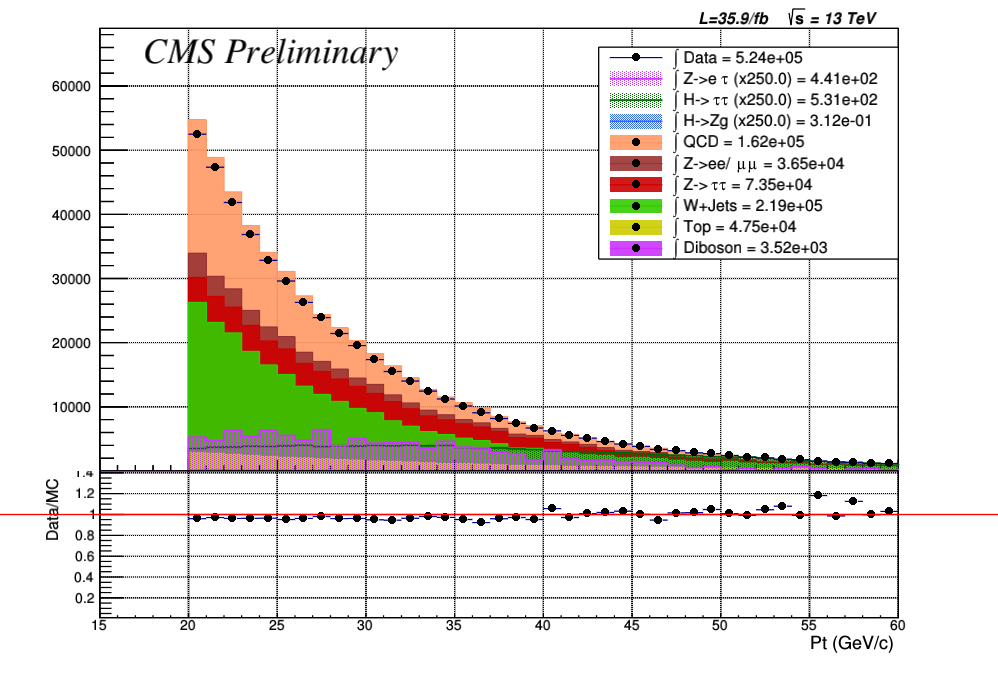 L=35.9/fb √s = 13 TeV
CMS Preliminary
∫ Data = 5.24e+05
∫ Z->e τ (x250.0) = 4.41e+02
∫ H-> ττ (x250.0) = 5.31e+02
∫ H->Zg (x250.0) = 3.12e-01
∫ QCD = 1.62e+05
∫ Z->ee/ μμ = 3.65e+04
∫ Z-> ττ = 7.35e+04
∫ W+Jets = 2.19e+05
∫ Top = 4.75e+04
∫ Diboson = 3.52e+03
60000
50000
40000
30000
20000
10000
1.4
1.2
1
0.8
0.6
0.4
0.2
Data/MC
15 20 25 30 35 40 45 50 55 60
Pt (GeV/c)